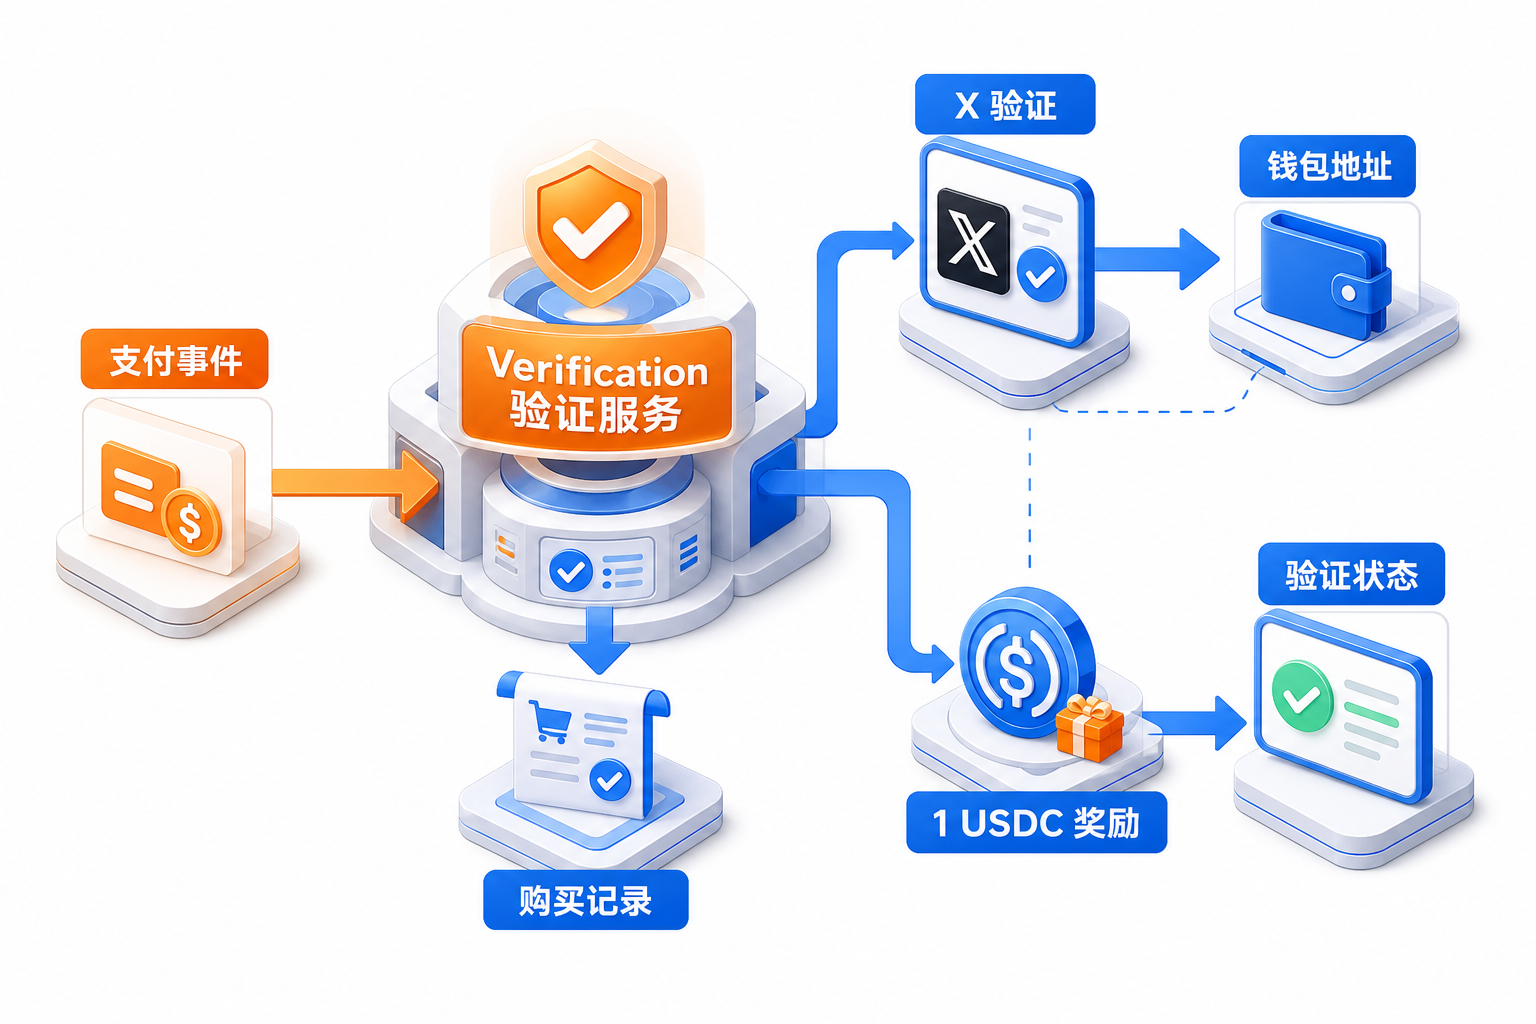 X 验证
钱包地址
X
支付事件
Verification
验证服务
$
验证状态
$
1 USDC 奖励
购买记录